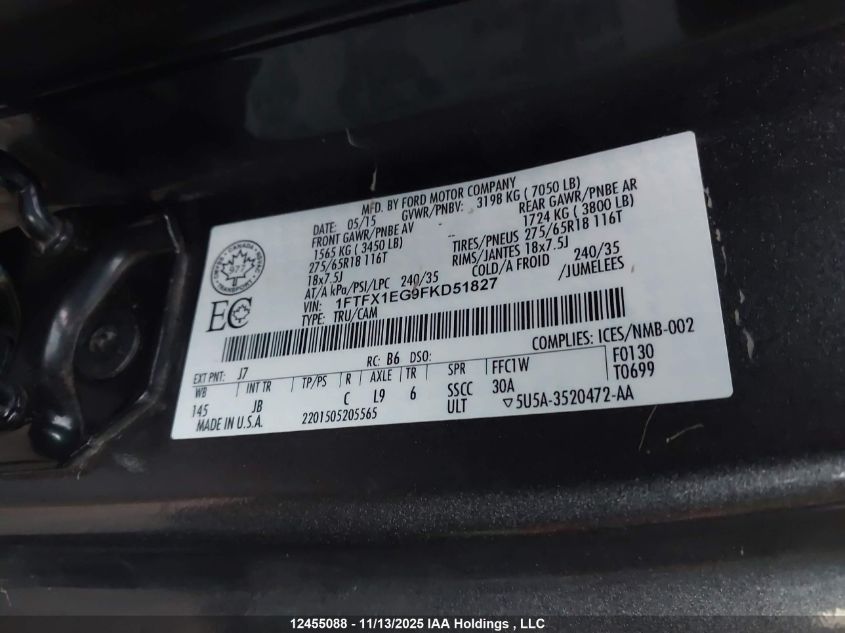 MFD. BY FORD MOTOR COMPANY
DATE: 05/15 GVWR/PNBV: 3198 KG ( 7050 LB)
FRONT GAWR/PNBE AV REAR GAWR/PNBE AR
1565 KG ( 3450 LB) 1724 KG ( 3800 LB)
275/65R18 116T TIRES/PNEUS 275/65R18 116T
18x7.5J RIMS/JANTES 18x7.5J
AT/A kPa/PSI/LPC 240/35 COLD/A FROID 240/35
VIN: 1FTFX1EG9FKD51827 /JUMELEES
TYPE: TRU/CAM
CANADA
TRANSPORT
EC
COMPLIES: ICES/NMB-002
EXT PNT: J7 RC: B6 DSO:
WB INT TR TP/PS R AXLE TR SPR FFC1W F0130
145 JB C L9 6 SSCC 30A T0699
MADE IN U.S.A. 2201505205565 ULT ▽5U5A-3520472-AA
12455088 - 11/13/2025 IAA Holdings , LLC